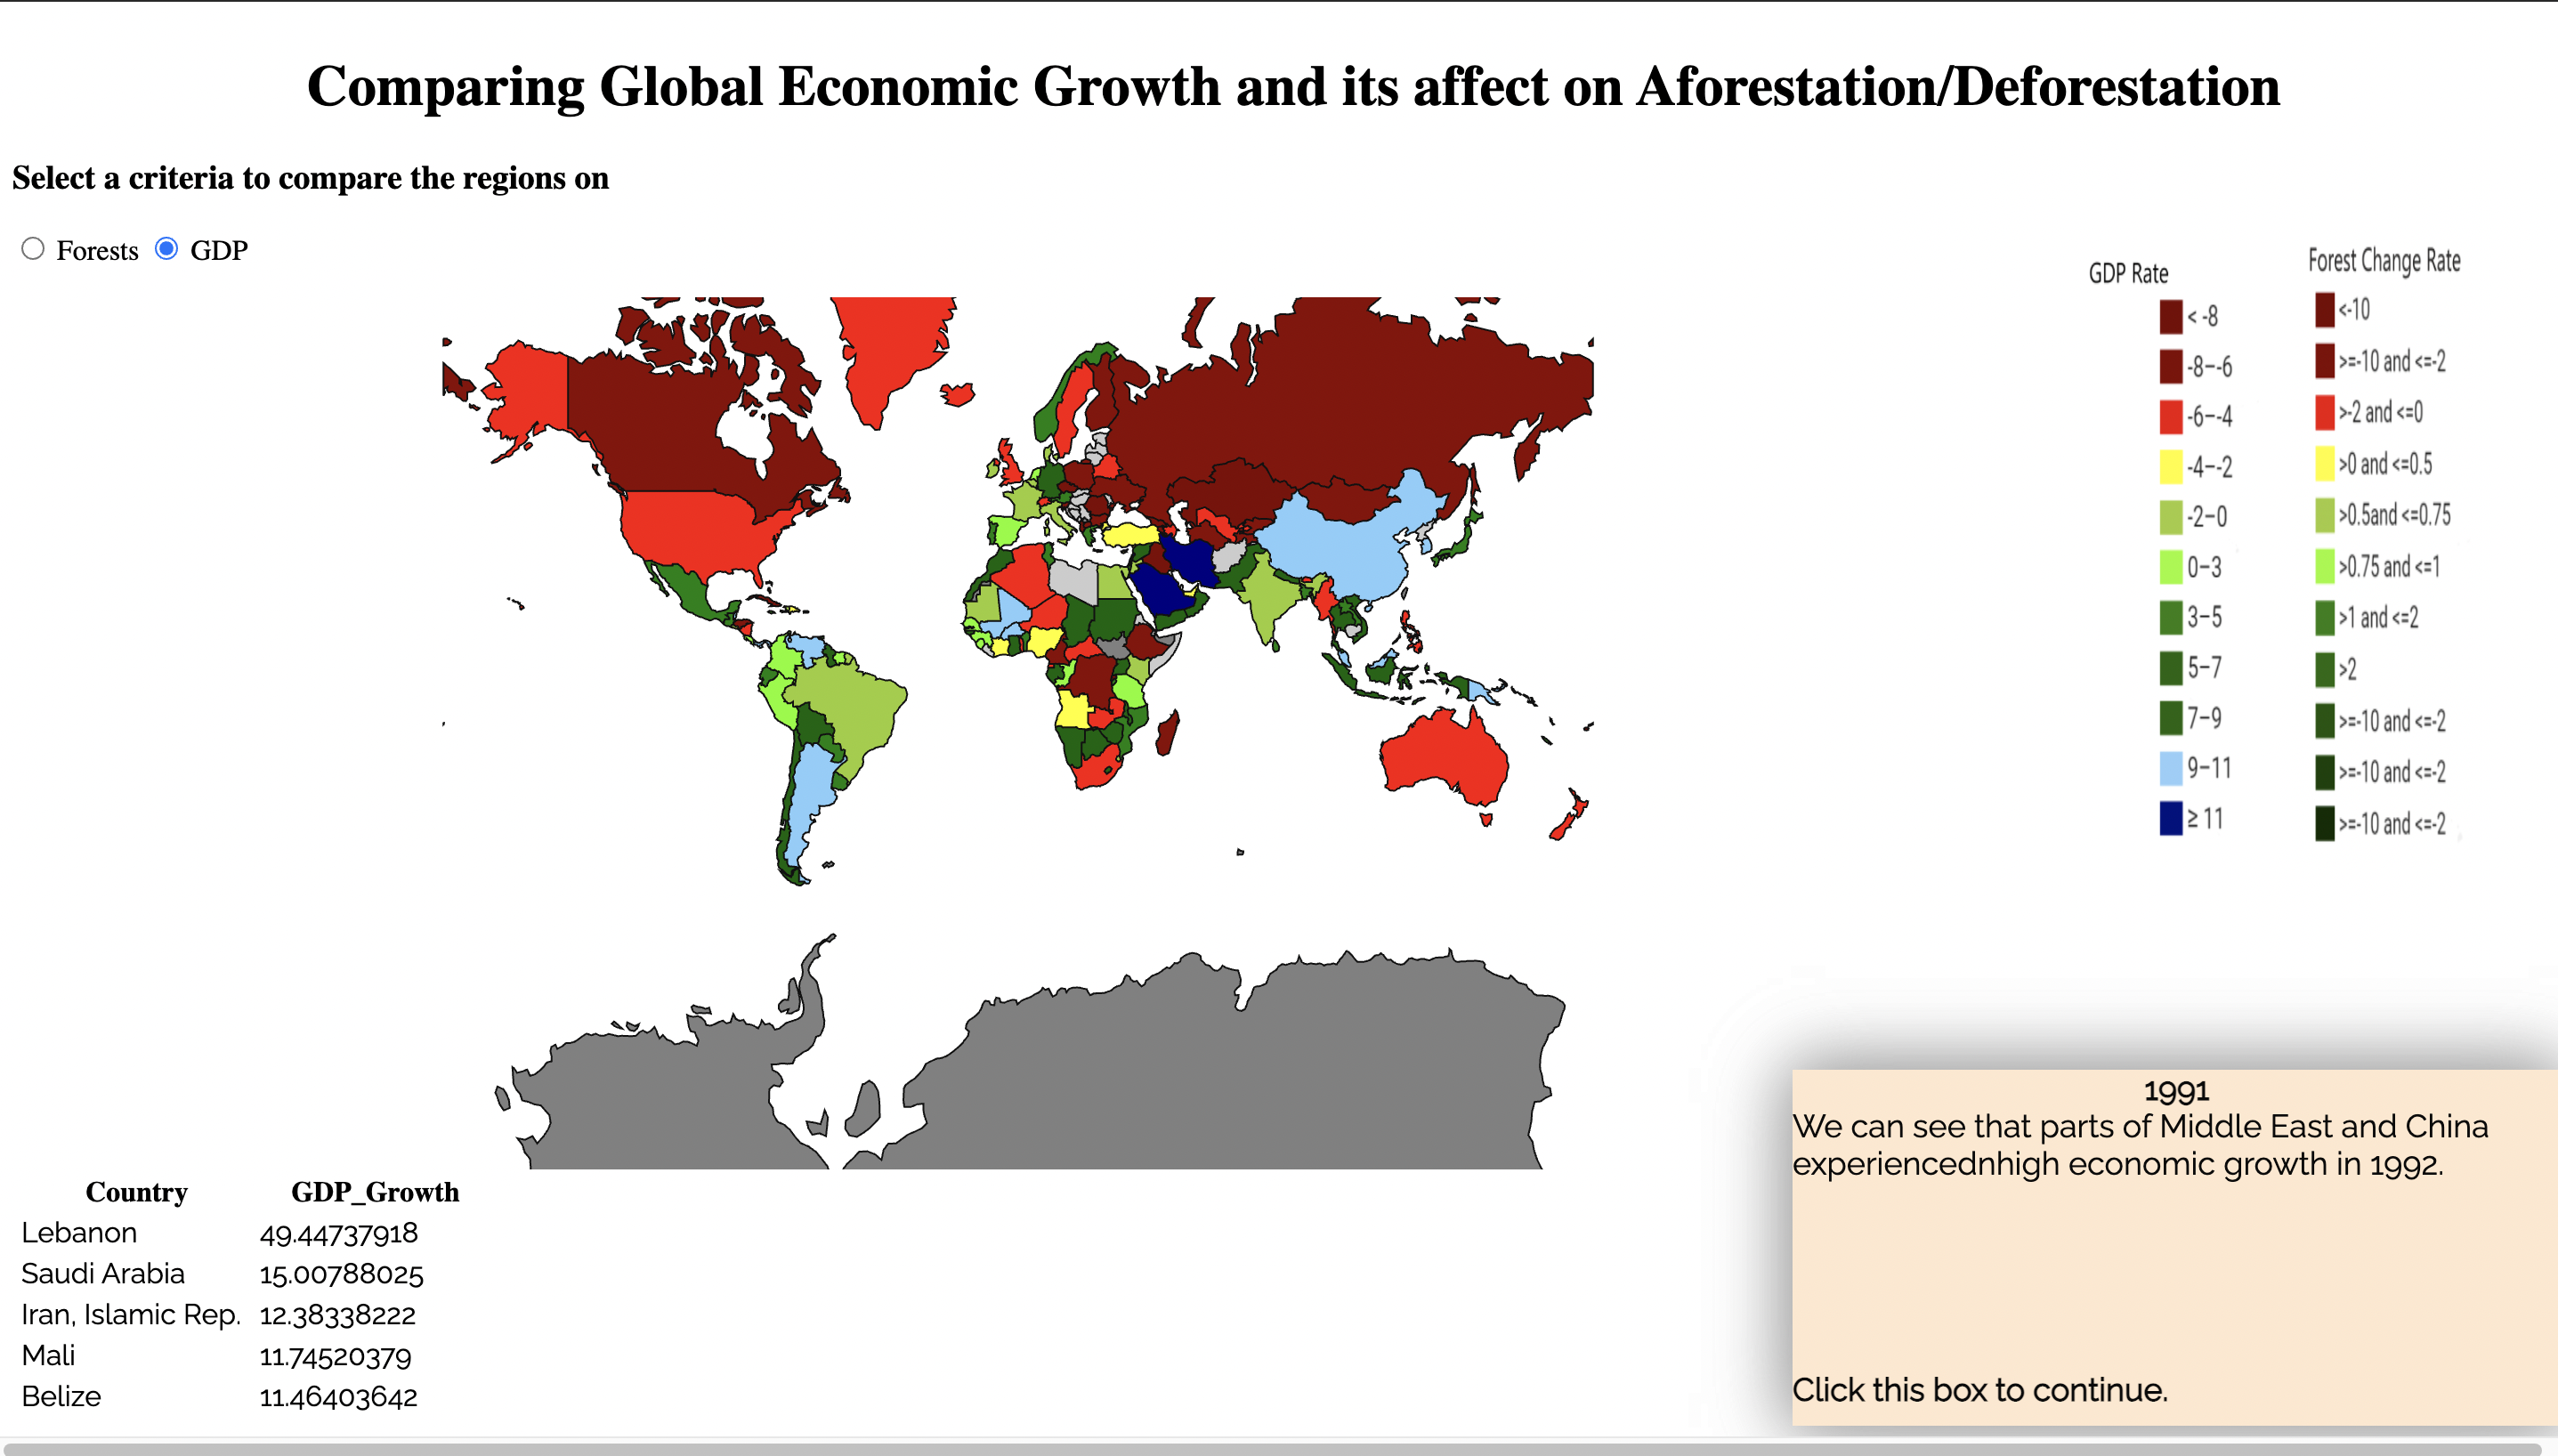 Comparing Global Economic Growth and its affect on Aforestation/Deforestation
Select a criteria to compare the regions on
Forests GDP
GDP Rate
< -8
-8--6
-6--4
-4--2
-2-0
0-3
3-5
5-7
7-9
9-11
≥ 11
Forest Change Rate
<-10
>=-10 and <=-2
>-2 and <=0
>0 and <=0.5
>0.5and <=0.75
>0.75 and <=1
>1 and <=2
>2
>=-10 and <=-2
>=-10 and <=-2
>=-10 and <=-2
1991
We can see that parts of Middle East and China
experiencednhigh economic growth in 1992.
Click this box to continue.
Country GDP_Growth
Lebanon 49.44737918
Saudi Arabia 15.00788025
Iran, Islamic Rep. 12.38338222
Mali 11.74520379
Belize 11.46403642